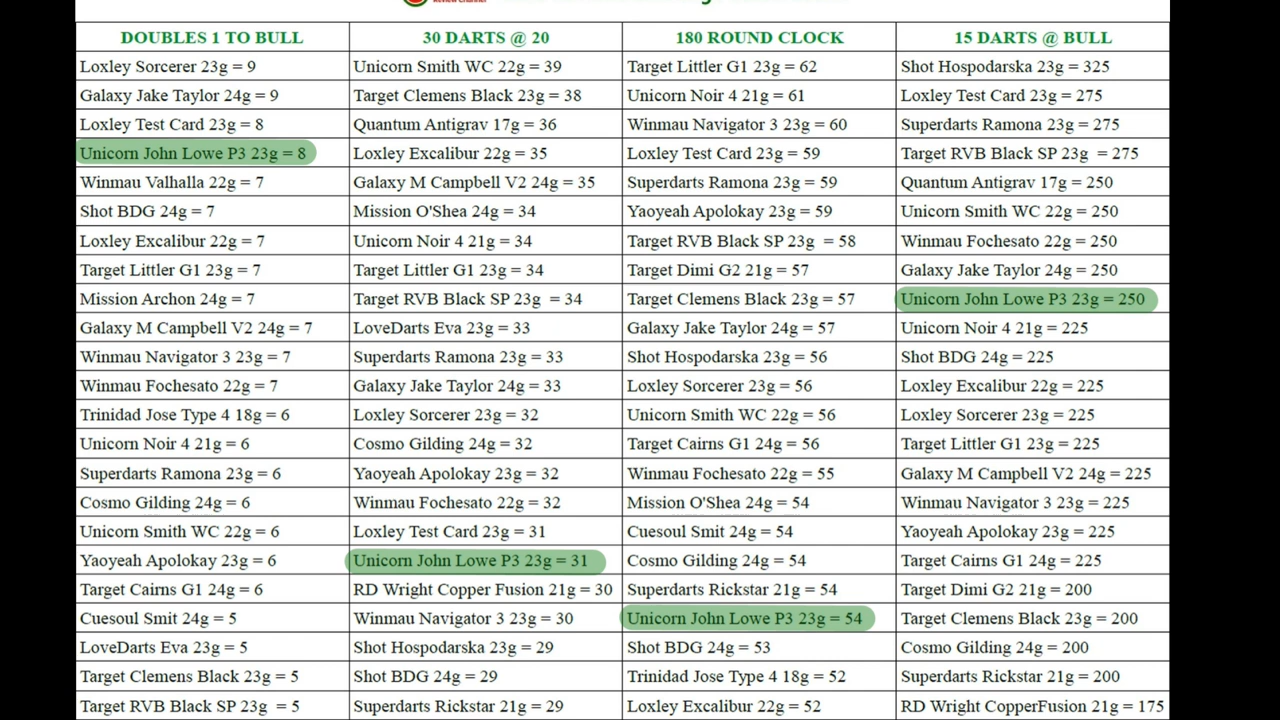 DOUBLES 1 TO BULL 30 DARTS @ 20 180 ROUND CLOCK 15 DARTS @ BULL
Loxley Sorcerer 23g = 9 Unicorn Smith WC 22g = 39 Target Littler G1 23g = 62 Shot Hospodarska 23g = 325
Galaxy Jake Taylor 24g = 9 Target Clemens Black 23g = 38 Unicorn Noir 4 21g = 61 Loxley Test Card 23g = 275
Loxley Test Card 23g = 8 Quantum Antigrav 17g = 36 Winmau Navigator 3 23g = 60 Superdarts Ramona 23g = 275
Unicorn John Lowe P3 23g = 8 Loxley Excalibur 22g = 35 Loxley Test Card 23g = 59 Target RVB Black SP 23g = 275
Winmau Valhalla 22g = 7 Galaxy M Campbell V2 24g = 35 Superdarts Ramona 23g = 59 Quantum Antigrav 17g = 250
Shot BDG 24g = 7 Mission O'Shea 24g = 34 Yaoyeah Apolokay 23g = 59 Unicorn Smith WC 22g = 250
Loxley Excalibur 22g = 7 Unicorn Noir 4 21g = 34 Target RVB Black SP 23g = 58 Winmau Fochesato 22g = 250
Target Littler G1 23g = 7 Target Littler G1 23g = 34 Target Dimi G2 21g = 57 Galaxy Jake Taylor 24g = 250
Mission Archon 24g = 7 Target RVB Black SP 23g = 34 Target Clemens Black 23g = 57 Unicorn John Lowe P3 23g = 250
Galaxy M Campbell V2 24g = 7 LoveDarts Eva 23g = 33 Galaxy Jake Taylor 24g = 57 Unicorn Noir 4 21g = 225
Winmau Navigator 3 23g = 7 Superdarts Ramona 23g = 33 Shot Hospodarska 23g = 56 Shot BDG 24g = 225
Winmau Fochesato 22g = 7 Galaxy Jake Taylor 24g = 33 Loxley Sorcerer 23g = 56 Loxley Excalibur 22g = 225
Trinidad Jose Type 4 18g = 6 Loxley Sorcerer 23g = 32 Unicorn Smith WC 22g = 56 Loxley Sorcerer 23g = 225
Unicorn Noir 4 21g = 6 Cosmo Gilding 24g = 32 Target Cairns G1 24g = 56 Target Littler G1 23g = 225
Superdarts Ramona 23g = 6 Yaoyeah Apolokay 23g = 32 Winmau Fochesato 22g = 55 Galaxy M Campbell V2 24g = 225
Cosmo Gilding 24g = 6 Winmau Fochesato 22g = 32 Mission O'Shea 24g = 54 Winmau Navigator 3 23g = 225
Unicorn Smith WC 22g = 6 Loxley Test Card 23g = 31 Cuesoul Smit 24g = 54 Yaoyeah Apolokay 23g = 225
Yaoyeah Apolokay 23g = 6 Unicorn John Lowe P3 23g = 31 Cosmo Gilding 24g = 54 Target Cairns G1 24g = 225
Target Cairns G1 24g = 6 RD Wright Copper Fusion 21g = 30 Superdarts Rickstar 21g = 54 Target Dimi G2 21g = 200
Cuesoul Smit 24g = 5 Winmau Navigator 3 23g = 30 Unicorn John Lowe P3 23g = 54 Target Clemens Black 23g = 200
LoveDarts Eva 23g = 5 Shot Hospodarska 23g = 29 Shot BDG 24g = 53 Cosmo Gilding 24g = 200
Target Clemens Black 23g = 5 Shot BDG 24g = 29 Trinidad Jose Type 4 18g = 52 Superdarts Rickstar 21g = 200
Target RVB Black SP 23g = 5 Superdarts Rickstar 21g = 29 Loxley Excalibur 22g = 52 RD Wright CopperFusion 21g = 175